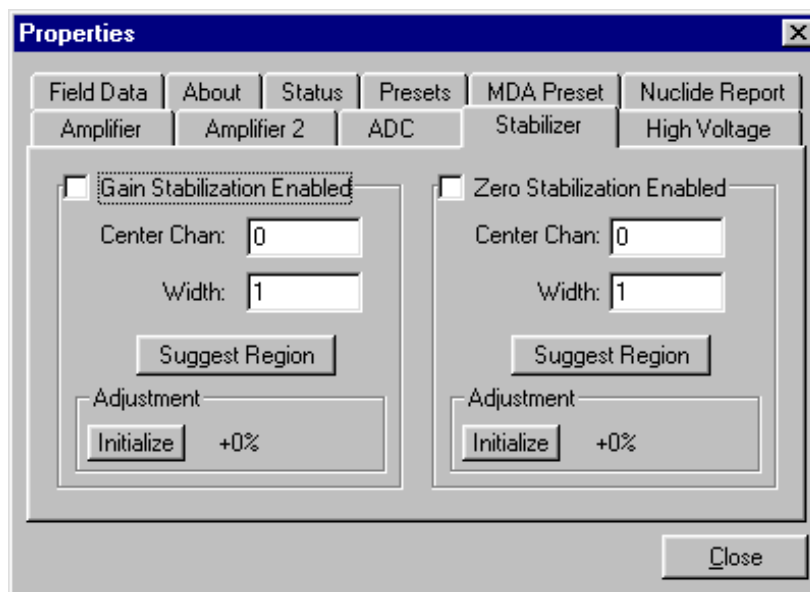 Properties
Field Data About Status Presets MDA Preset Nuclide Report
Amplifier Amplifier 2 ADC Stabilizer High Voltage
Gain Stabilization Enabled
Center Chan: 0
Width: 1
Suggest Region
Adjustment
Initialize +0%
Zero Stabilization Enabled
Center Chan: 0
Width: 1
Suggest Region
Adjustment
Initialize +0%
Close